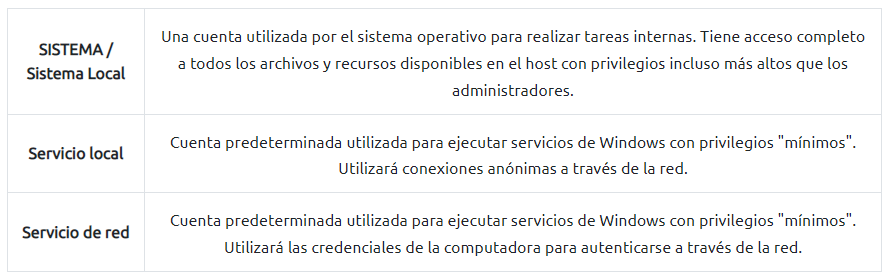 SISTEMA /
Sistema Local
Una cuenta utilizada por el sistema operativo para realizar tareas internas. Tiene acceso completo
a todos los archivos y recursos disponibles en el host con privilegios incluso más altos que los
administradores.
Servicio local
Cuenta predeterminada utilizada para ejecutar servicios de Windows con privilegios "mínimos".
Utilizará conexiones anónimas a través de la red.
Servicio de red
Cuenta predeterminada utilizada para ejecutar servicios de Windows con privilegios "mínimos".
Utilizará las credenciales de la computadora para autenticarse a través de la red.